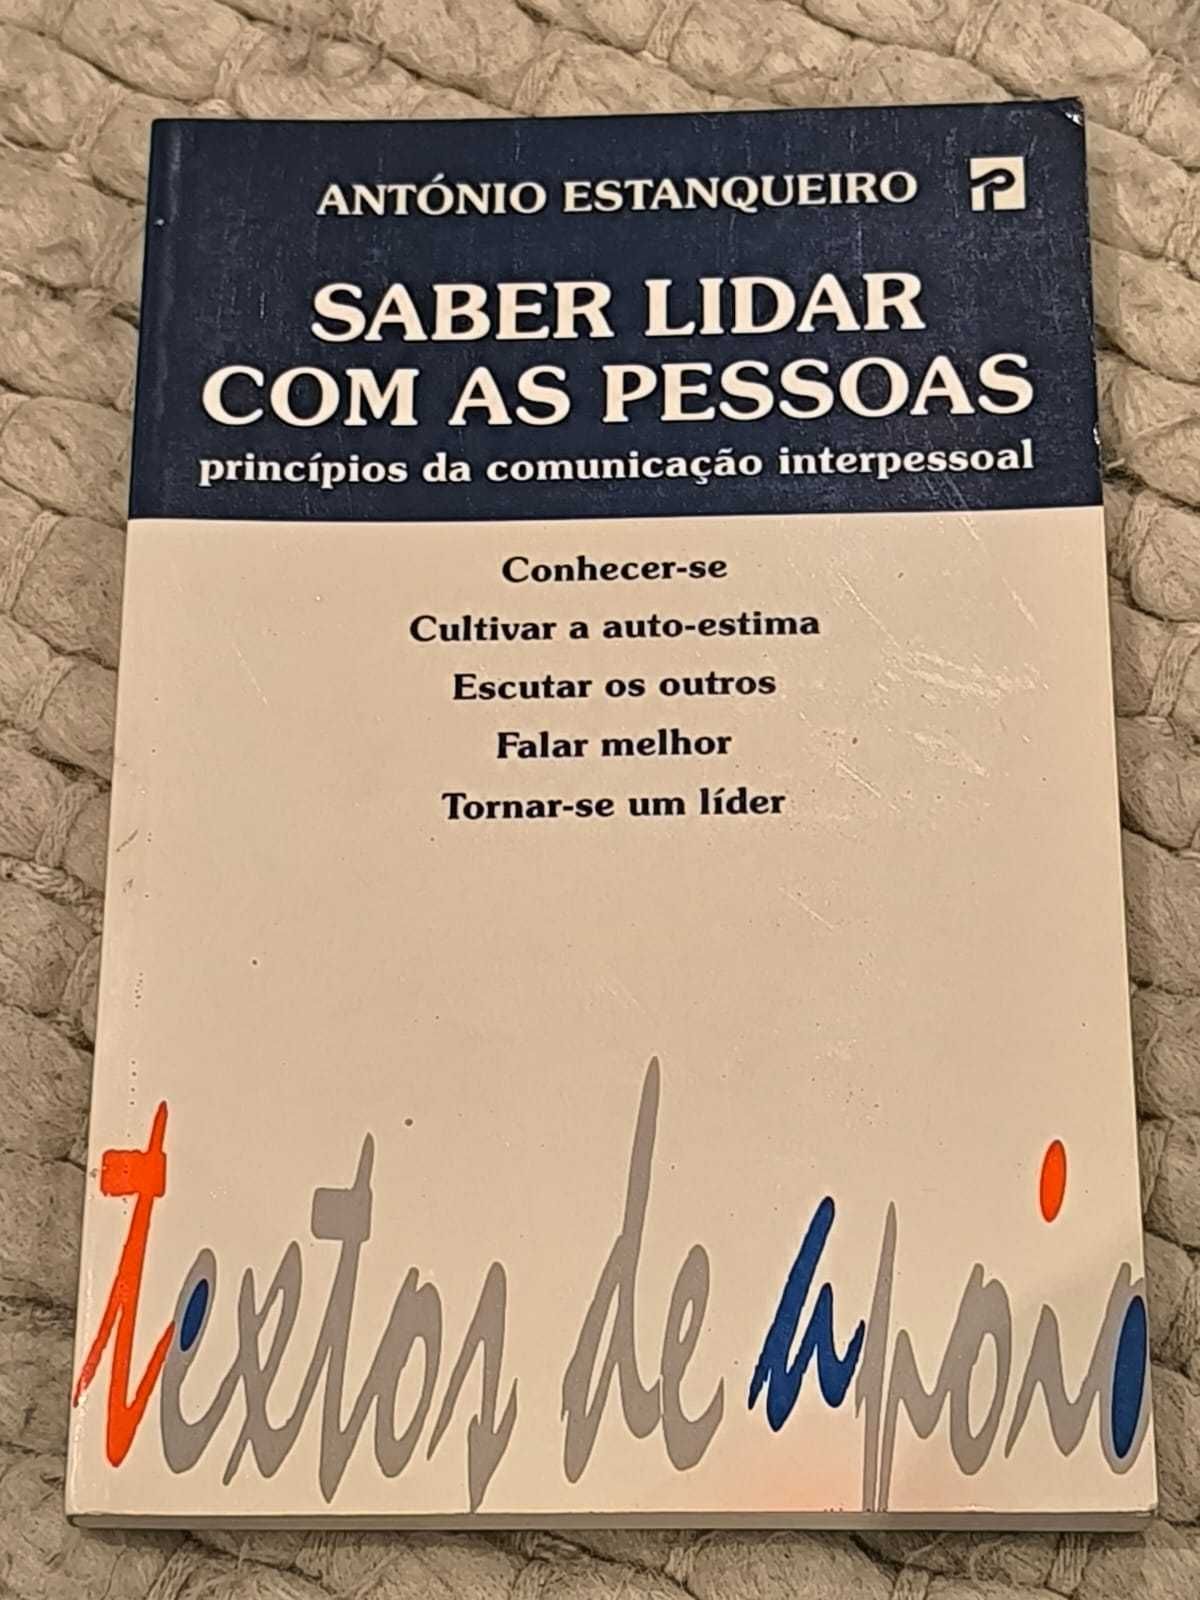 ANTÓNIO ESTANQUEIRO P
SABER LIDAR
COM AS PESSOAS
princípios da comunicação interpessoal
Conhecer-se
Cultivar a auto-estima
Escutar os outros
Falar melhor
Tornar-se um líder
textos de apoio